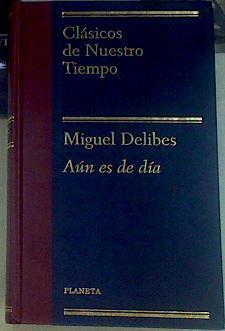 Clásicos
de Nuestro
Tiempo
Miguel Delibes
Aún es de día
PLANETA